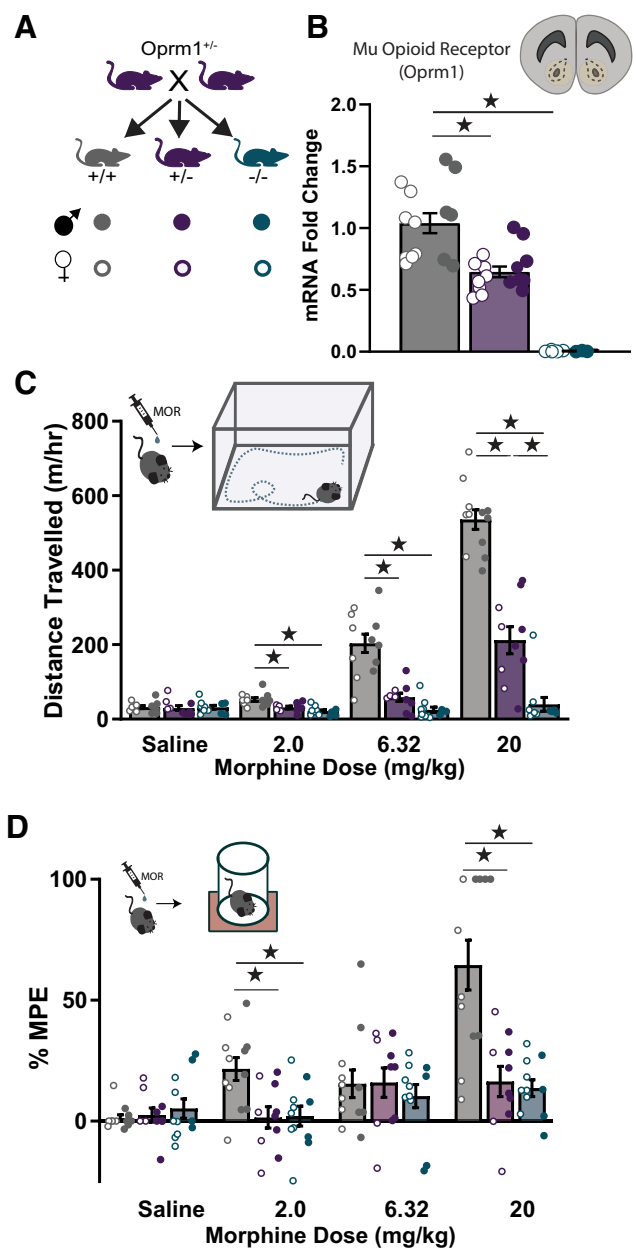 A
Oprm1+/-
X
+/+
+/-
-/-
B
Mu Opioid Receptor
(Oprm1)
mRNA Fold Change
2.0
1.5
1.0
0.5
0.0
C
MOR
Distance Travelled (m/hr)
800
600
400
200
0
Saline
2.0
6.32
20
Morphine Dose (mg/kg)
D
MOR
% MPE
100
50
0
Saline
2.0
6.32
20
Morphine Dose (mg/kg)